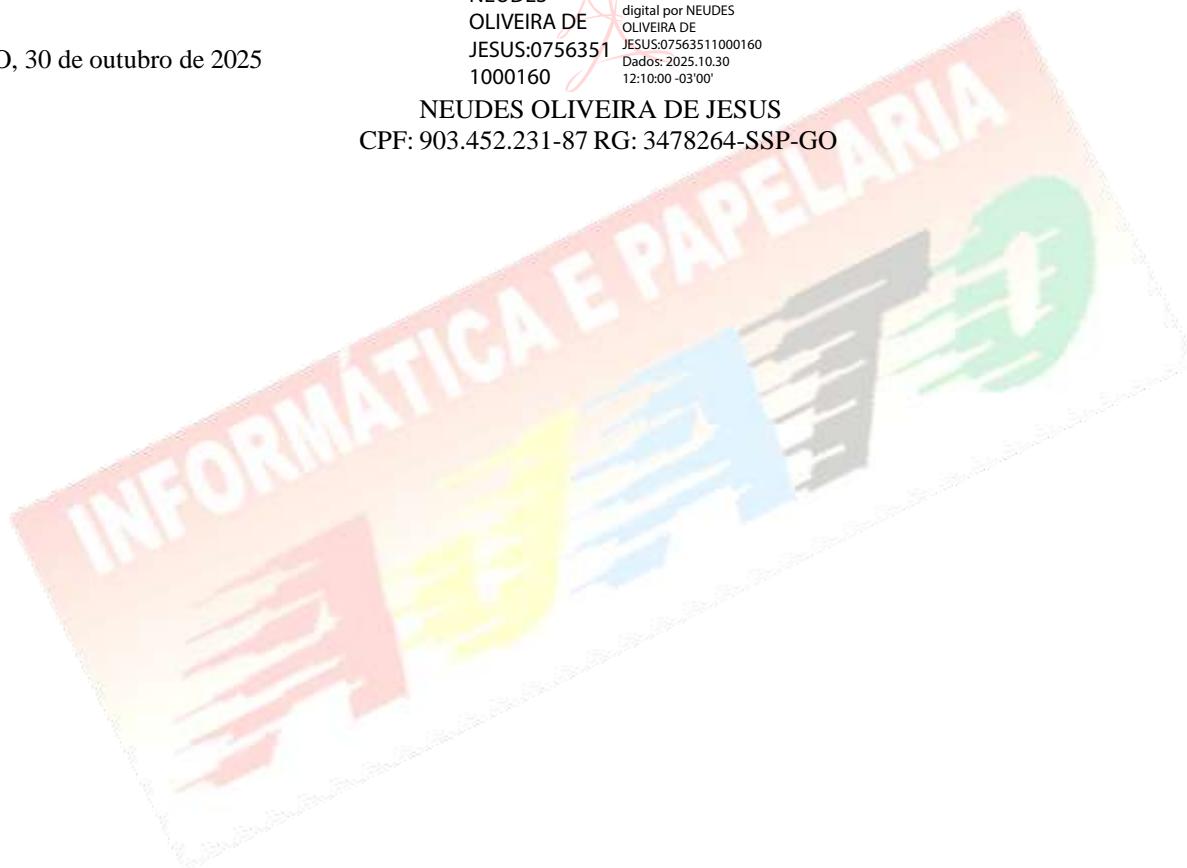 O, 30 de outubro de 2025
NEUDES
OLIVEIRA DE
JESUS:0756351
1000160
digital por NEUDES
OLIVEIRA DE
JESUS:07563511000160
Dados: 2025.10.30
12:10:00 -03'00'
NEUDES OLIVEIRA DE JESUS
CPF: 903.452.231-87 RG: 3478264-SSP-GO
INFORMÁTICA E PAPELARIA
AJATO